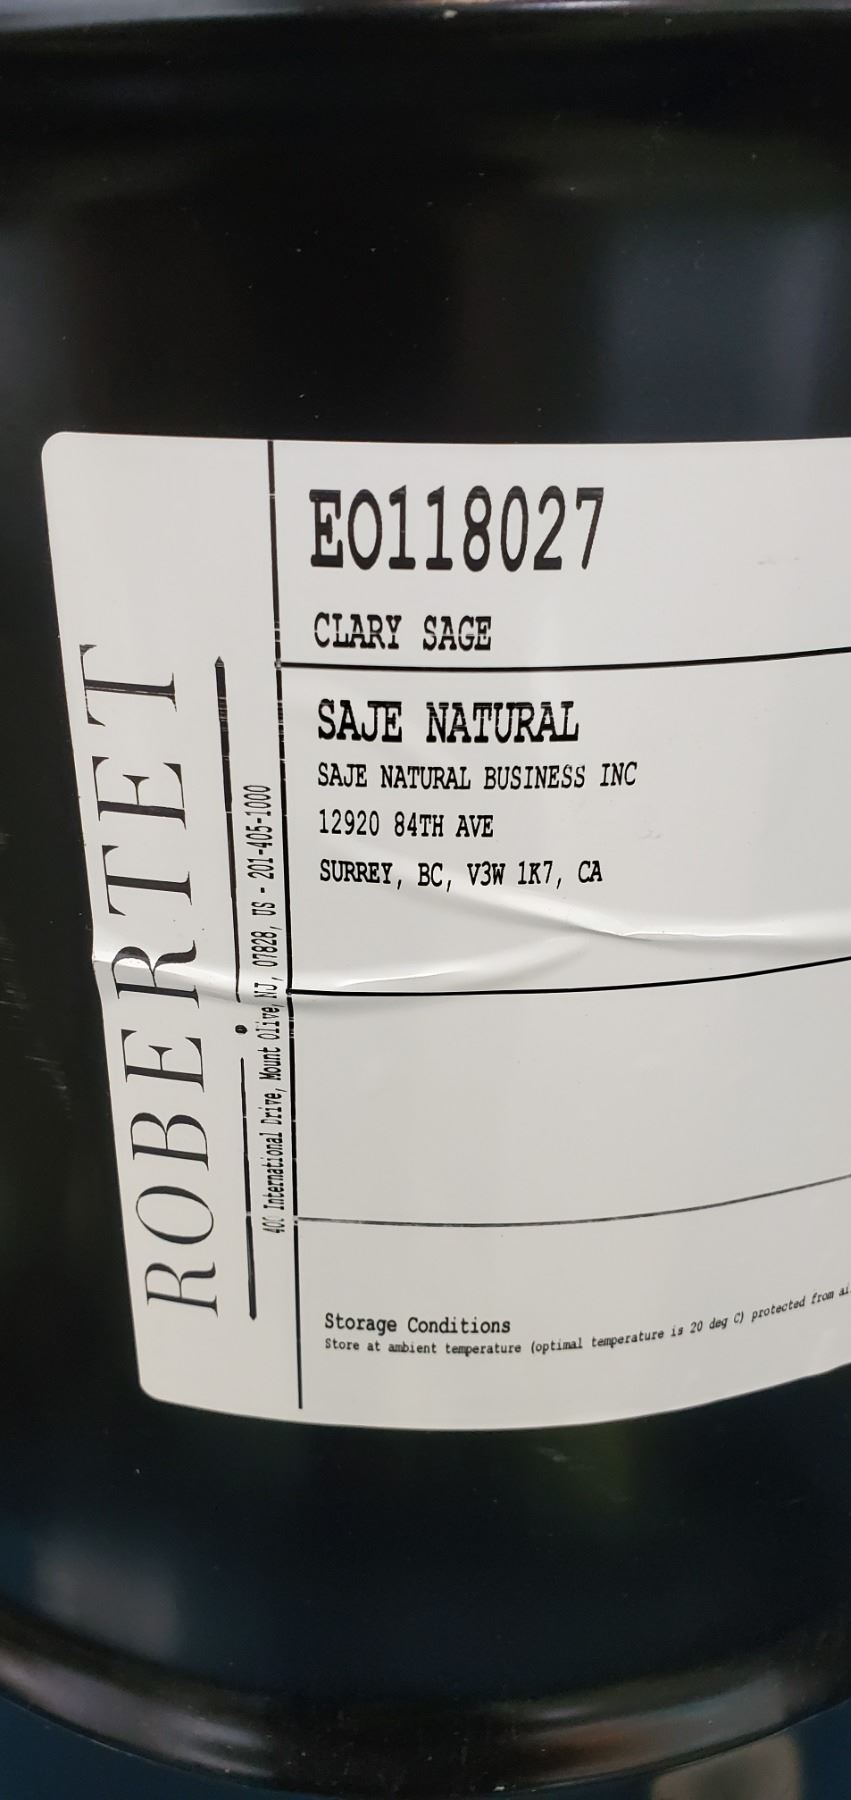 EO118027
CLARY SAGE
SAJE NATURAL
SAJE NATURAL BUSINESS INC
12920 84TH AVE
SURREY, BC, V3W 1K7, CA
Storage Conditions
Store at ambient temperature (optimal temperature is 20 deg C) protected from
ROBERTET
400 International Drive, Mount Olive, NJ, 07828, US - 201-405-1000